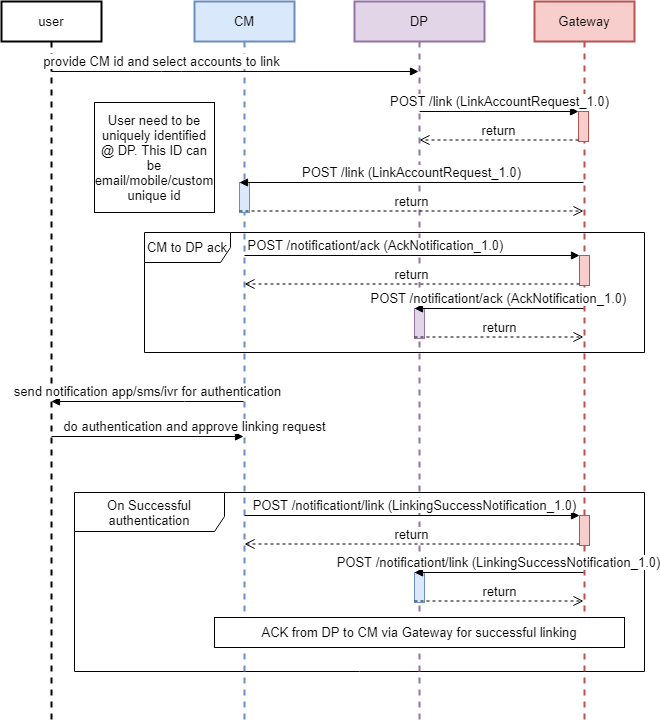 user
CM
DP
Gateway
provide CM id and select accounts to link
POST /link (LinkAccountRequest_1.0)
return
User need to be
uniquely identified
@ DP. This ID can
be
email/mobile/custom
unique id
POST /link (LinkAccountRequest_1.0)
return
CM to DP ack
POST /notificationt/ack (AckNotification_1.0)
return
POST /notificationt/ack (AckNotification_1.0)
return
send notification app/sms/ivr for authentication
do authentication and approve linking request
On Successful
authentication
POST /notificationt/link (LinkingSuccessNotification_1.0)
return
POST /notificationt/link (LinkingSuccessNotification_1.0)
return
ACK from DP to CM via Gateway for successful linking